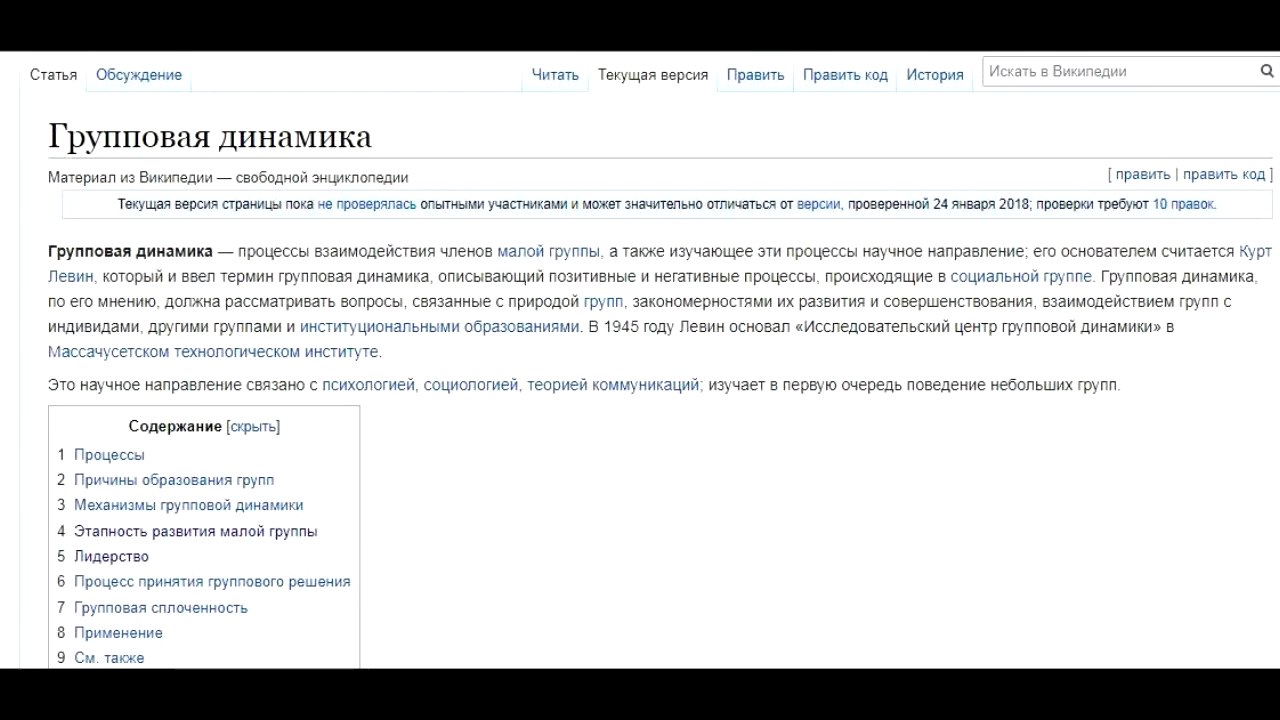 Статья Обсуждение Читать Текущая версия Править Править код История Искать в Википедии
Групповая динамика
Материал из Википедии — свободной энциклопедии [ править | править код ]
Текущая версия страницы пока не проверялась опытными участниками и может значительно отличаться от версии, проверенной 24 января 2018; проверки требуют 10 правок.
Групповая динамика — процессы взаимодействия членов малой группы, а также изучающее эти процессы научное направление; его основателем считается Курт
Левин, который и ввел термин групповая динамика, описывающий позитивные и негативные процессы, происходящие в социальной группе. Групповая динамика,
по его мнению, должна рассматривать вопросы, связанные с природой групп, закономерностями их развития и совершенствования, взаимодействием групп с
индивидами, другими группами и институциональными образованиями. В 1945 году Левин основал «Исследовательский центр групповой динамики» в
Массачусетском технологическом институте.
Это научное направление связано с психологией, социологией, теорией коммуникаций; изучает в первую очередь поведение небольших групп.
Содержание [скрыть]
1 Процессы
2 Причины образования групп
3 Механизмы групповой динамики
4 Этапность развития малой группы
5 Лидерство
6 Процесс принятия группового решения
7 Групповая сплоченность
8 Применение
9 См. также